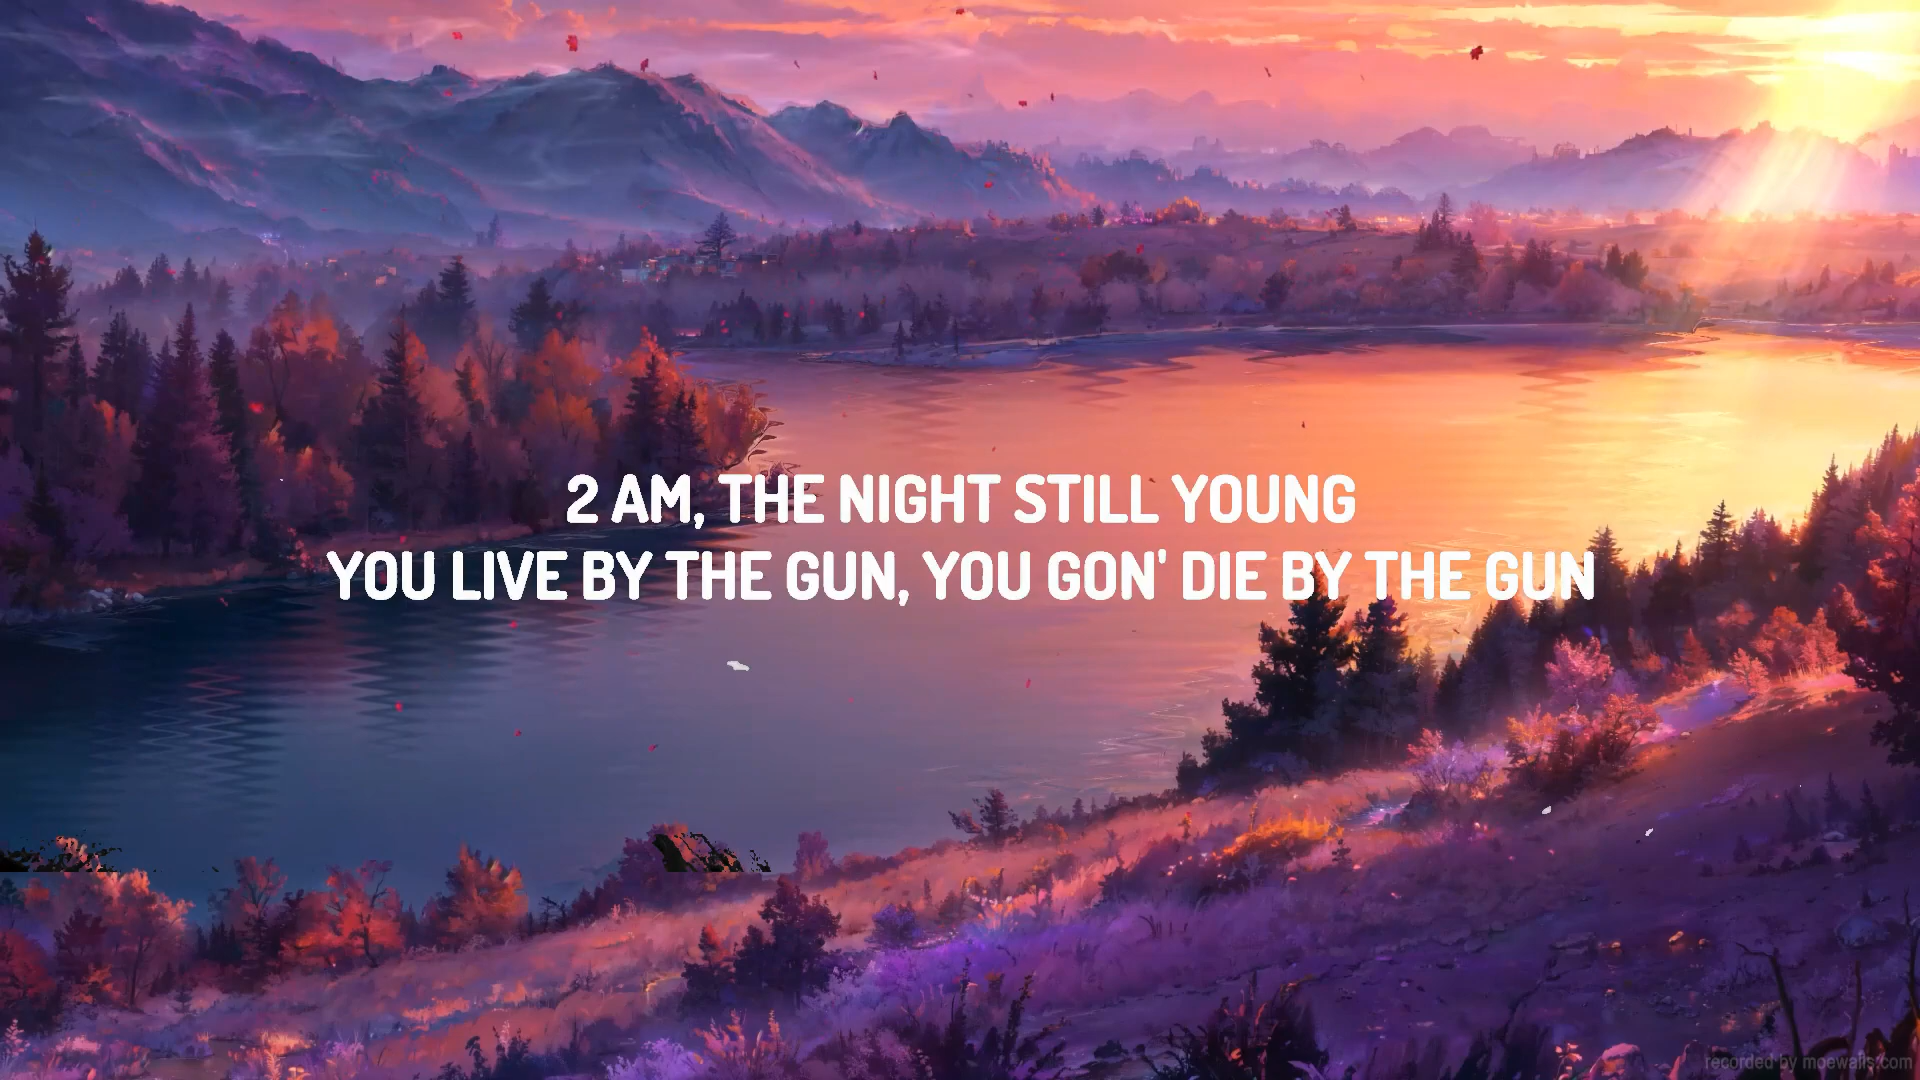 2 AM, THE NIGHT STILL YOUNG
YOU LIVE BY THE GUN, YOU GON' DIE BY THE GUN
recorded by moewalls.com